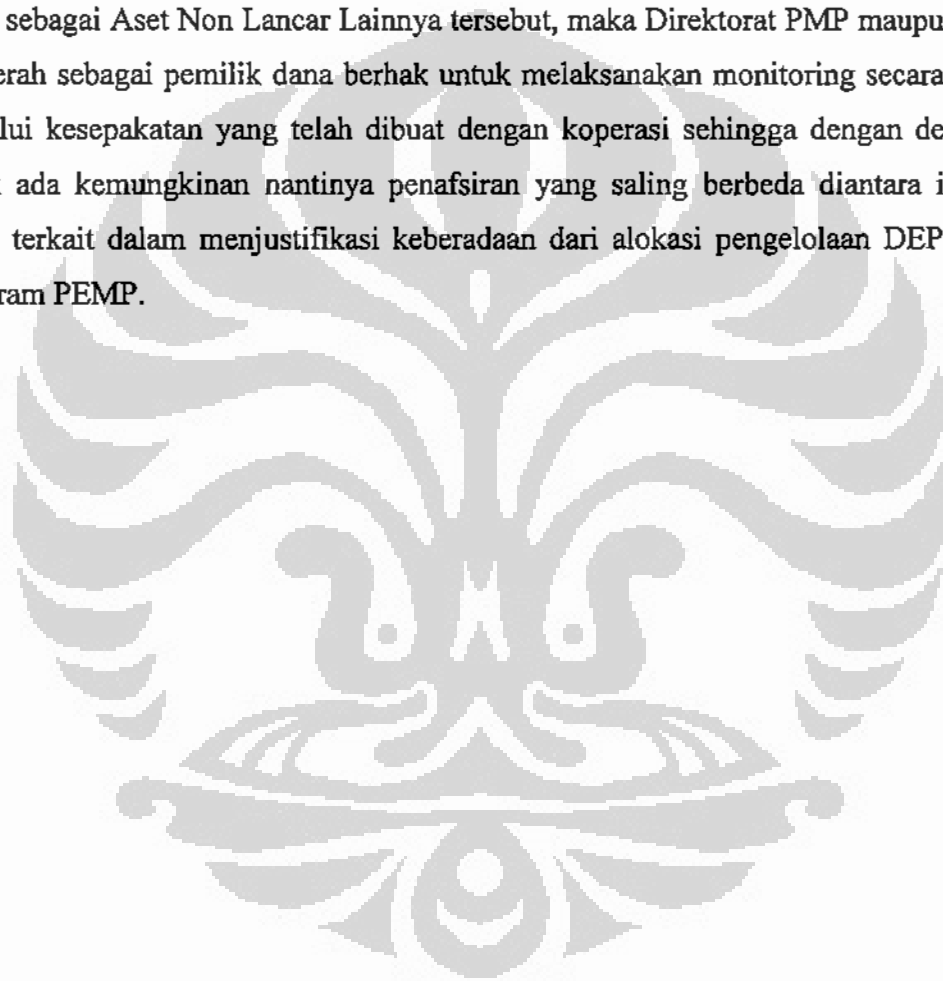 sebagai Aset Non Lancar Lainnya tersebut, maka Direktorat PMP maupu
erah sebagai pemilik dana berhak untuk melaksanakan monitoring secara
lui kesepakatan yang telah dibuat dengan koperasi sehingga dengan de
ada kemungkinan nantinya penafsiran yang saling berbeda diantara i
terkait dalam menjustifikasi keberadaan dari alokasi pengelolaan DEP
ram PEMP.